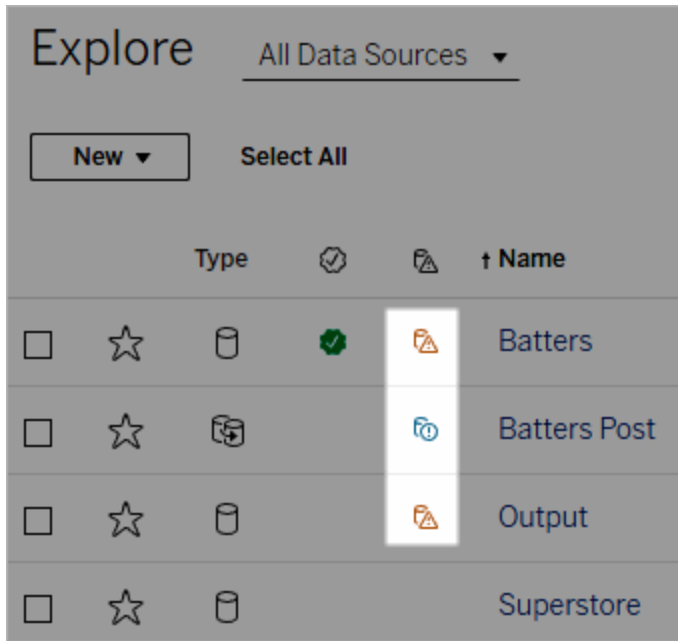 Explore All Data Sources
New Select All
Type Name
Batters
Batters Post
Output
Superstore